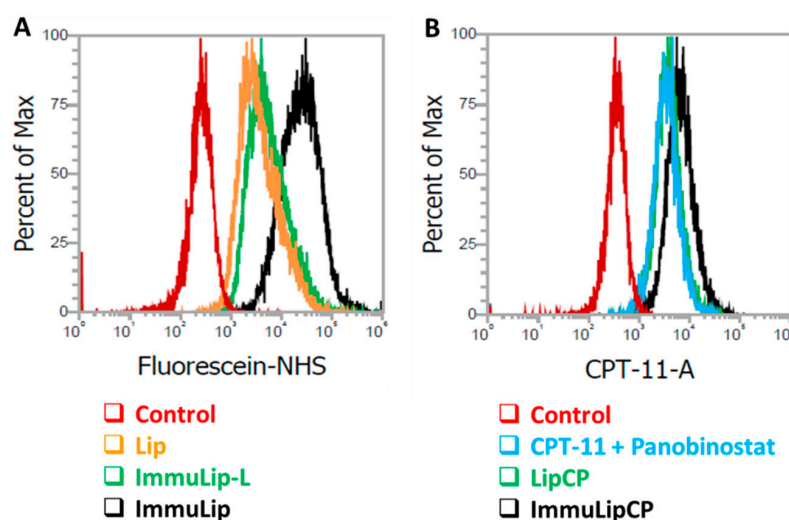 A
Percent of Max
100
75
50
25
0
10⁰ 10¹ 10² 10³ 10⁴ 10⁵ 10⁶
Fluorescein-NHS
Control
Lip
ImmuLip-L
ImmuLip
B
Percent of Max
100
75
50
25
0
10⁰ 10¹ 10² 10³ 10⁴ 10⁵ 10⁶
CPT-11-A
Control
CPT-11 + Panobinostat
LipCP
ImmuLipCP